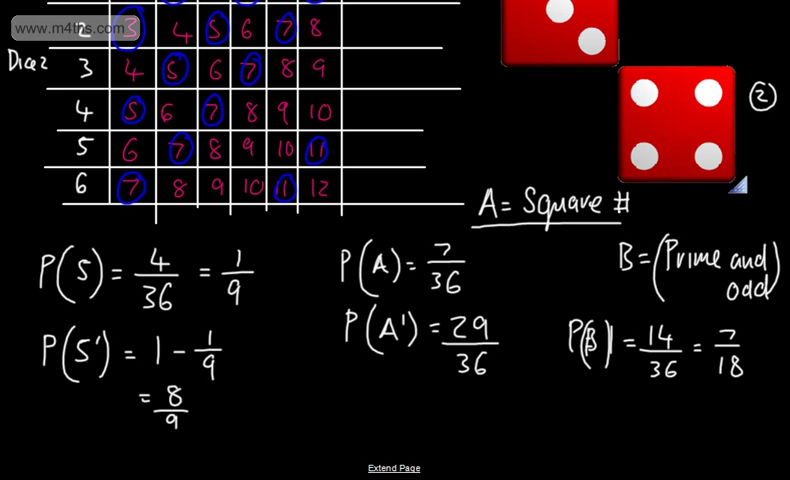 www.m4ths.com
2 3 4 5 6 7 8
Dice 2
3 4 5 6 7 8 9
4 5 6 7 8 9 10
5 6 7 8 9 10 11
6 7 8 9 10 11 12
②
A = Square #
P(5) = 4/36 = 1/9
P(A) = 7/36
B = (Prime and odd)
P(5') = 1 - 1/9
= 8/9
P(A') = 29/36
P(B) = 14/36 = 7/18
Extend Page